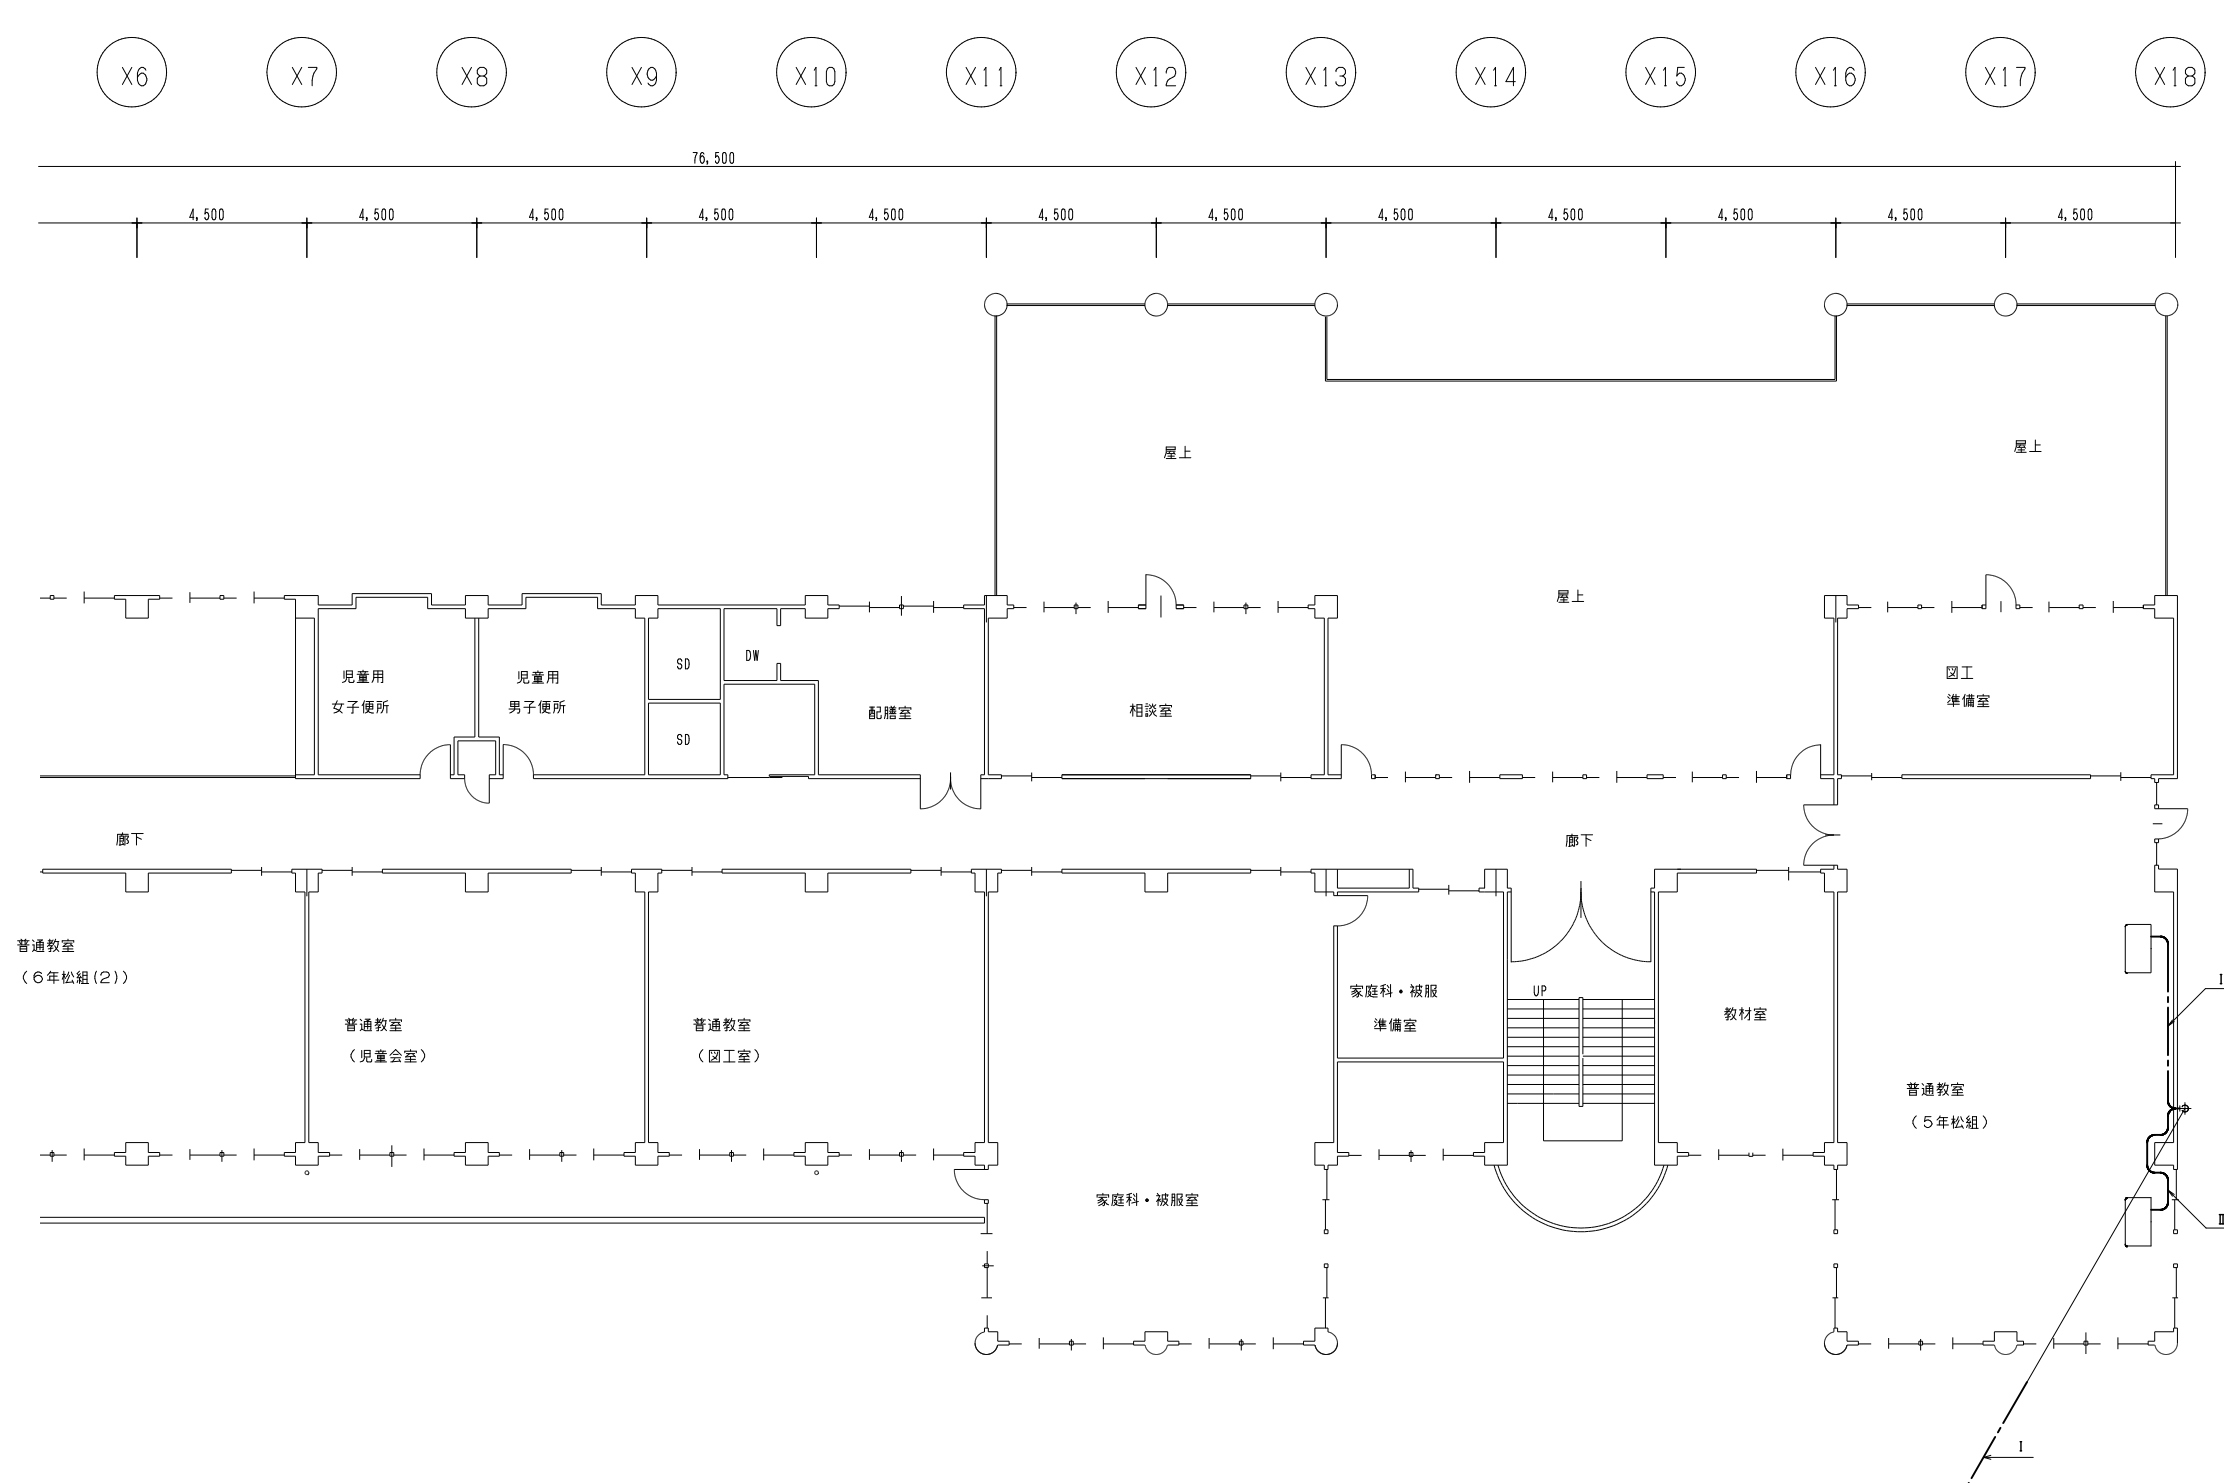 X6 X7 X8 X9 X10 X11 X12 X13 X14 X15 X16 X17 X18
76,500
4,500 4,500 4,500 4,500 4,500 4,500 4,500 4,500 4,500 4,500 4,500 4,500
屋上
屋上
屋上
児童用
女子便所
児童用
男子便所
SD
SD
DW
配膳室
相談室
図工
準備室
廊下
廊下
普通教室
(6年松組(2))
普通教室
(児童会室)
普通教室
(図工室)
家庭科・被服
準備室
UP
教材室
普通教室
(5年松組)
家庭科・被服室
I